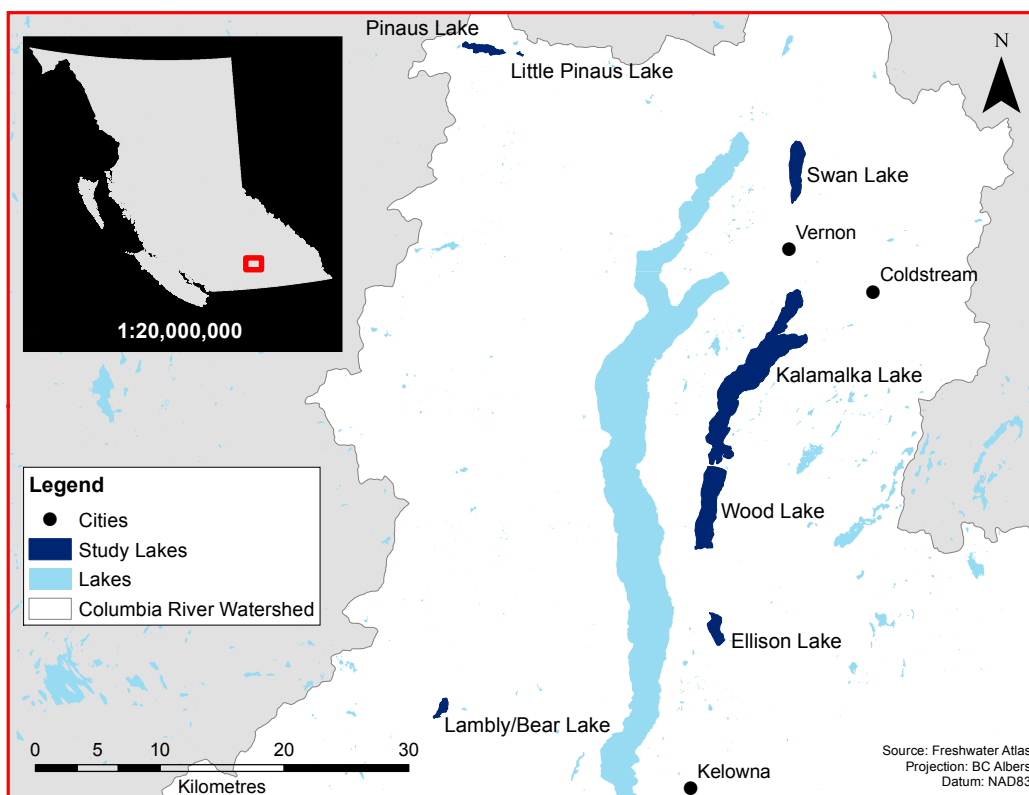 Pinaus Lake
Little Pinaus Lake
N
Swan Lake
Vernon
Coldstream
1:20,000,000
Kalamalka Lake
Legend
Cities
Study Lakes
Lakes
Columbia River Watershed
Wood Lake
Ellison Lake
Lambly/Bear Lake
0 5 10 20 30
Kilometres
Kelowna
Source: Freshwater Atlas
Projection: BC Albers
Datum: NAD83